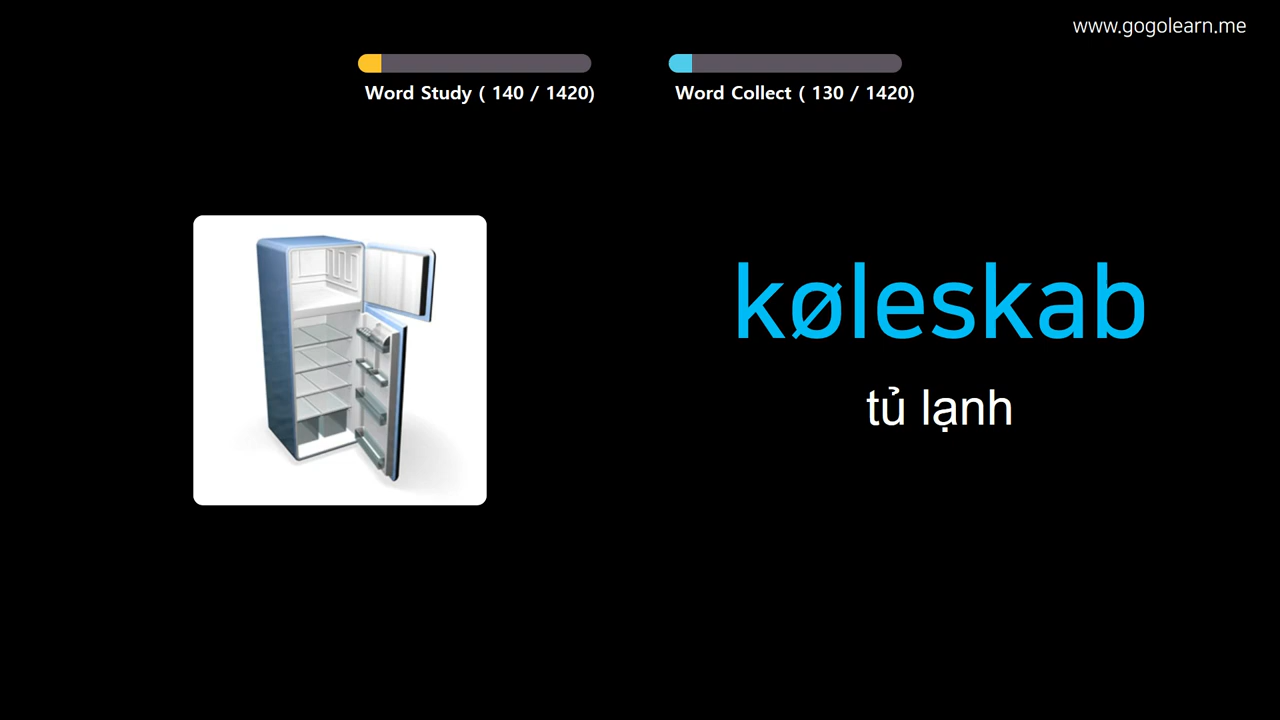 www.gogolearn.me
Word Study ( 140 / 1420)
Word Collect ( 130 / 1420)
køleskab
tủ lạnh